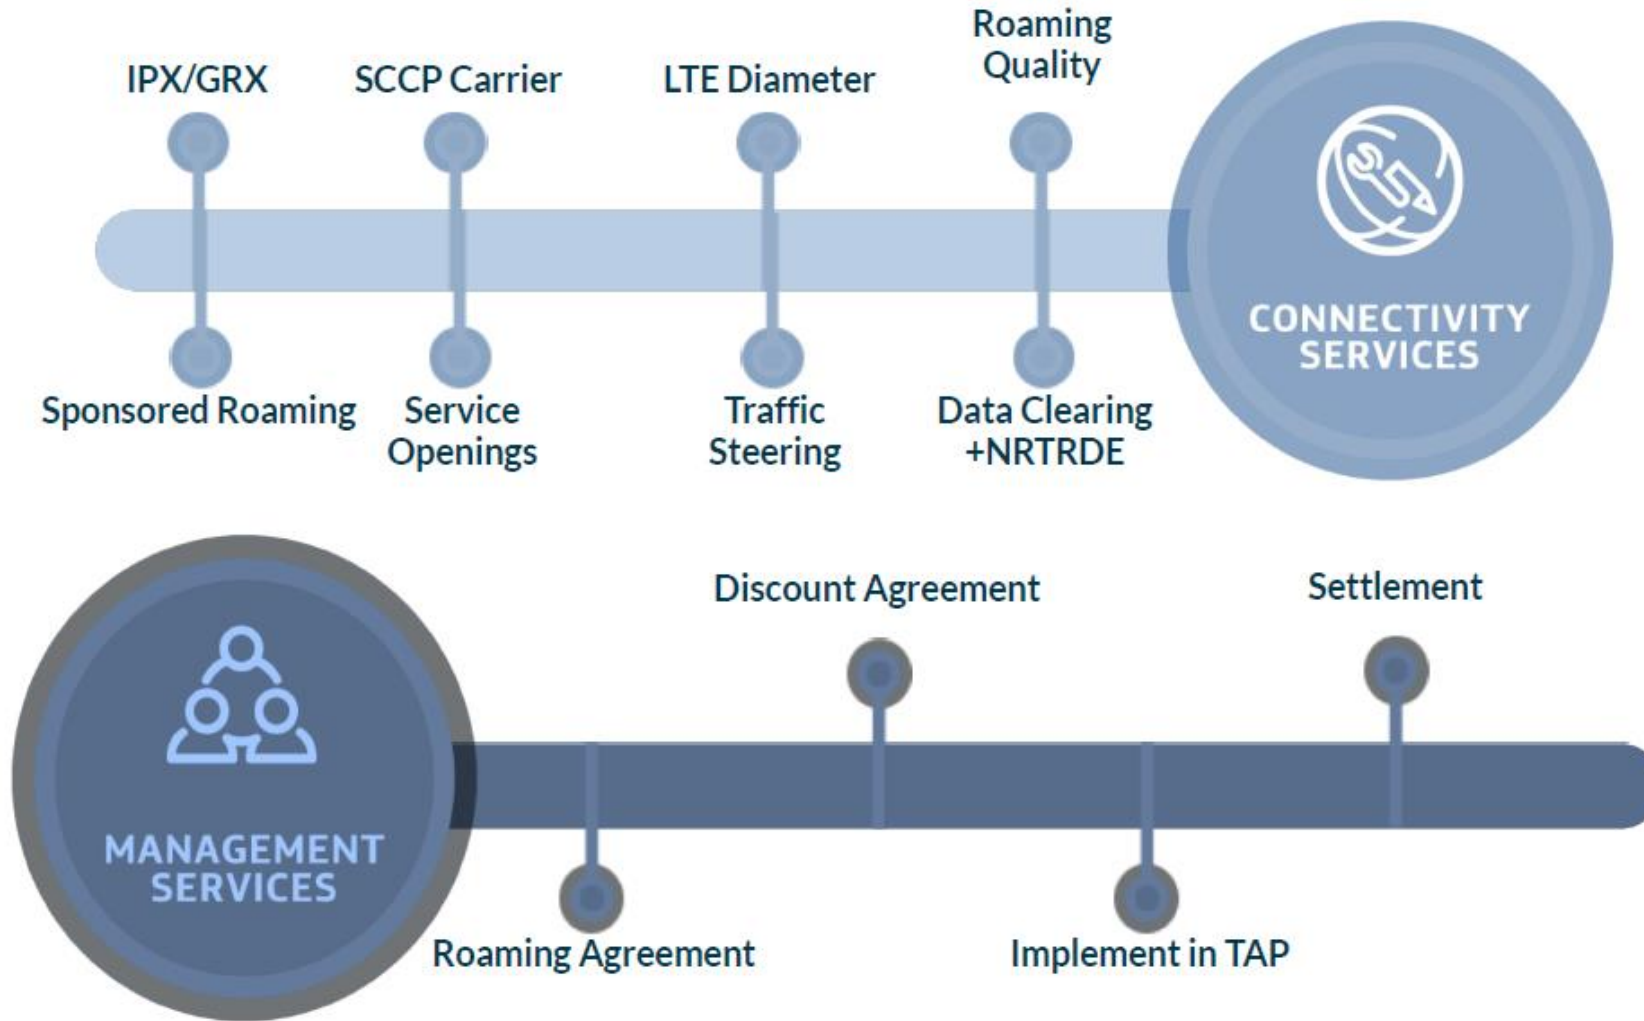 Roaming
Quality
IPX/GRX
SCCP Carrier
LTE Diameter
CONNECTIVITY
SERVICES
Sponsored Roaming
Service
Openings
Traffic
Steering
Data Clearing
+NRTRDE
Discount Agreement
Settlement
MANAGEMENT
SERVICES
Roaming Agreement
Implement in TAP